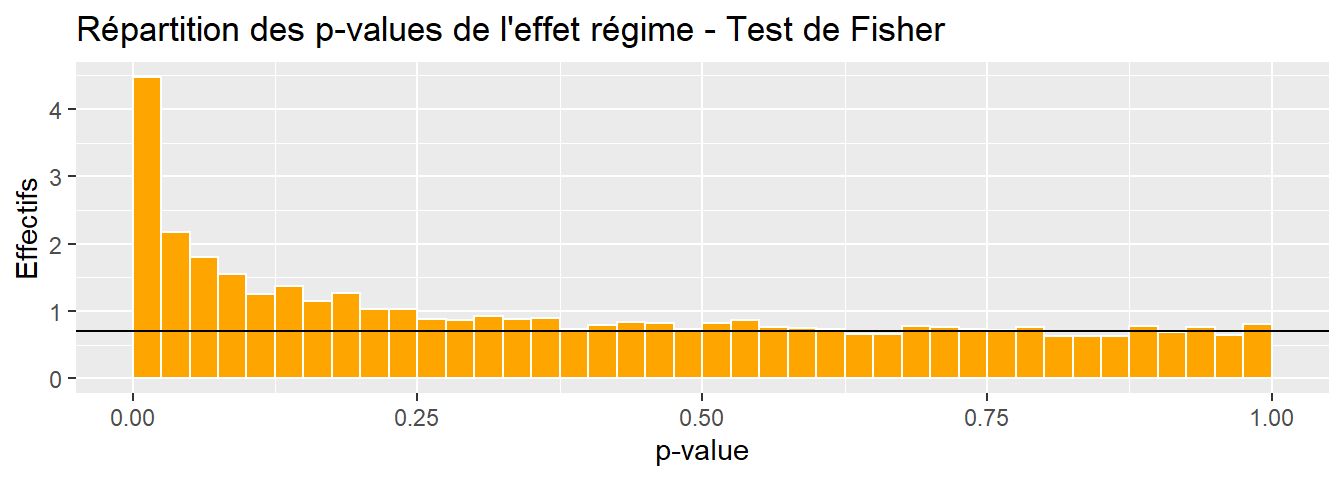 Répartition des p-values de l'effet régime - Test de Fisher
Effectifs
4
3
2
1
0
0.00 0.25 0.50 0.75 1.00
p-value